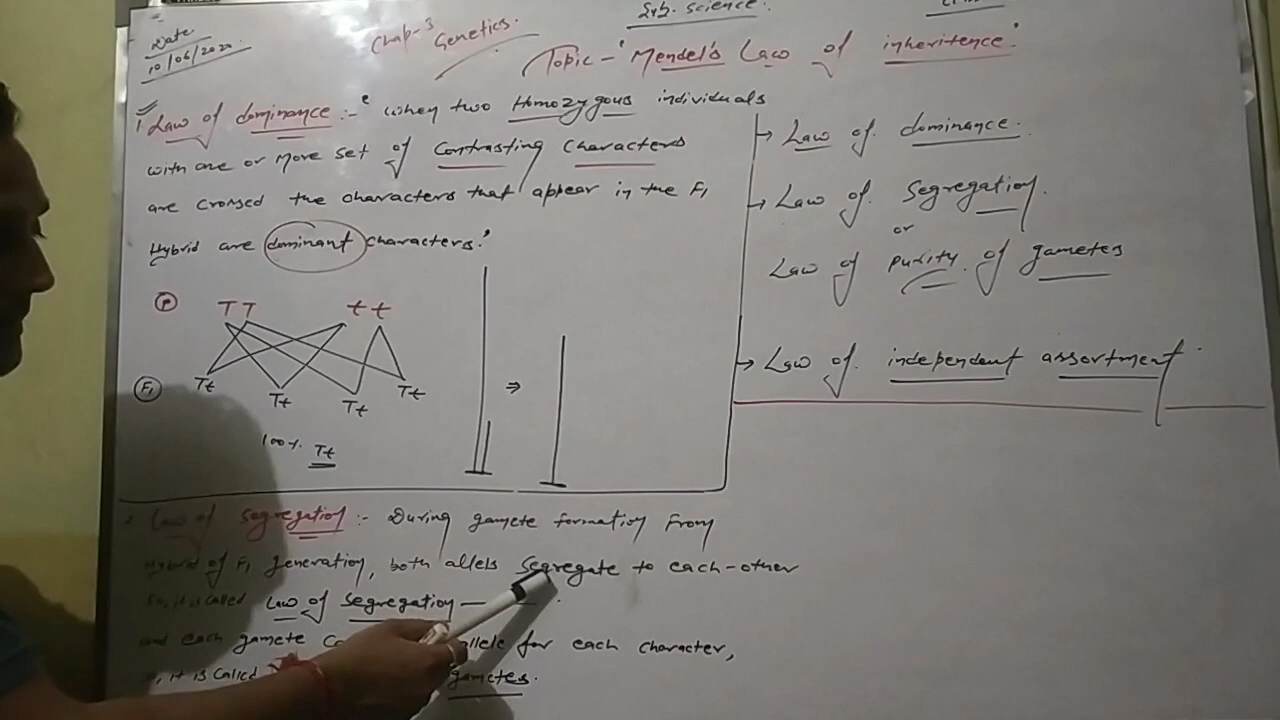 Date
10/06/2020
Chap-3 Genetics.
Sub. science.
Topic - 'Mendel's Law of inheritence'
1. Law of dominance :- "When two Homozygous individuals
with one or more set of Contrasting Characters
are crossed the characters that appear in the F1
Hybrid are dominant characters."
P TT tt
F1 Tt Tt Tt Tt
100% Tt
→ Law of dominance.
→ Law of Segregation.
or
Law of purity of gametes
→ Law of independent assortment.
Law of Segregation :- During gamete formation From
Hybrid of F1 generation, both allels Segregate to each-other
So, it is called Law of Segregation —
and each gamete allele for each character,
it is called gametes.